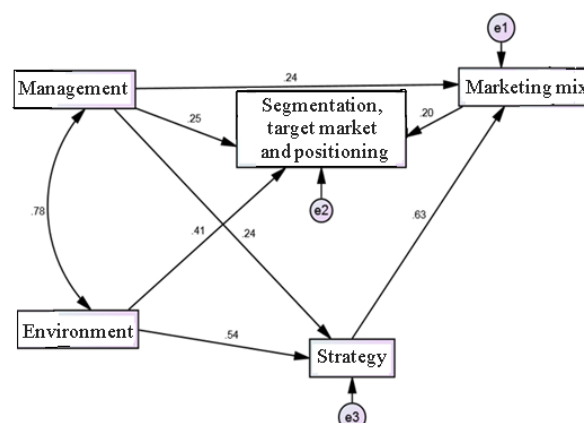 e1
Management
.24
Marketing mix
Segmentation,
target market
and positioning
.25
.20
e2
.78
.41
.24
.63
Environment
.54
Strategy
e3